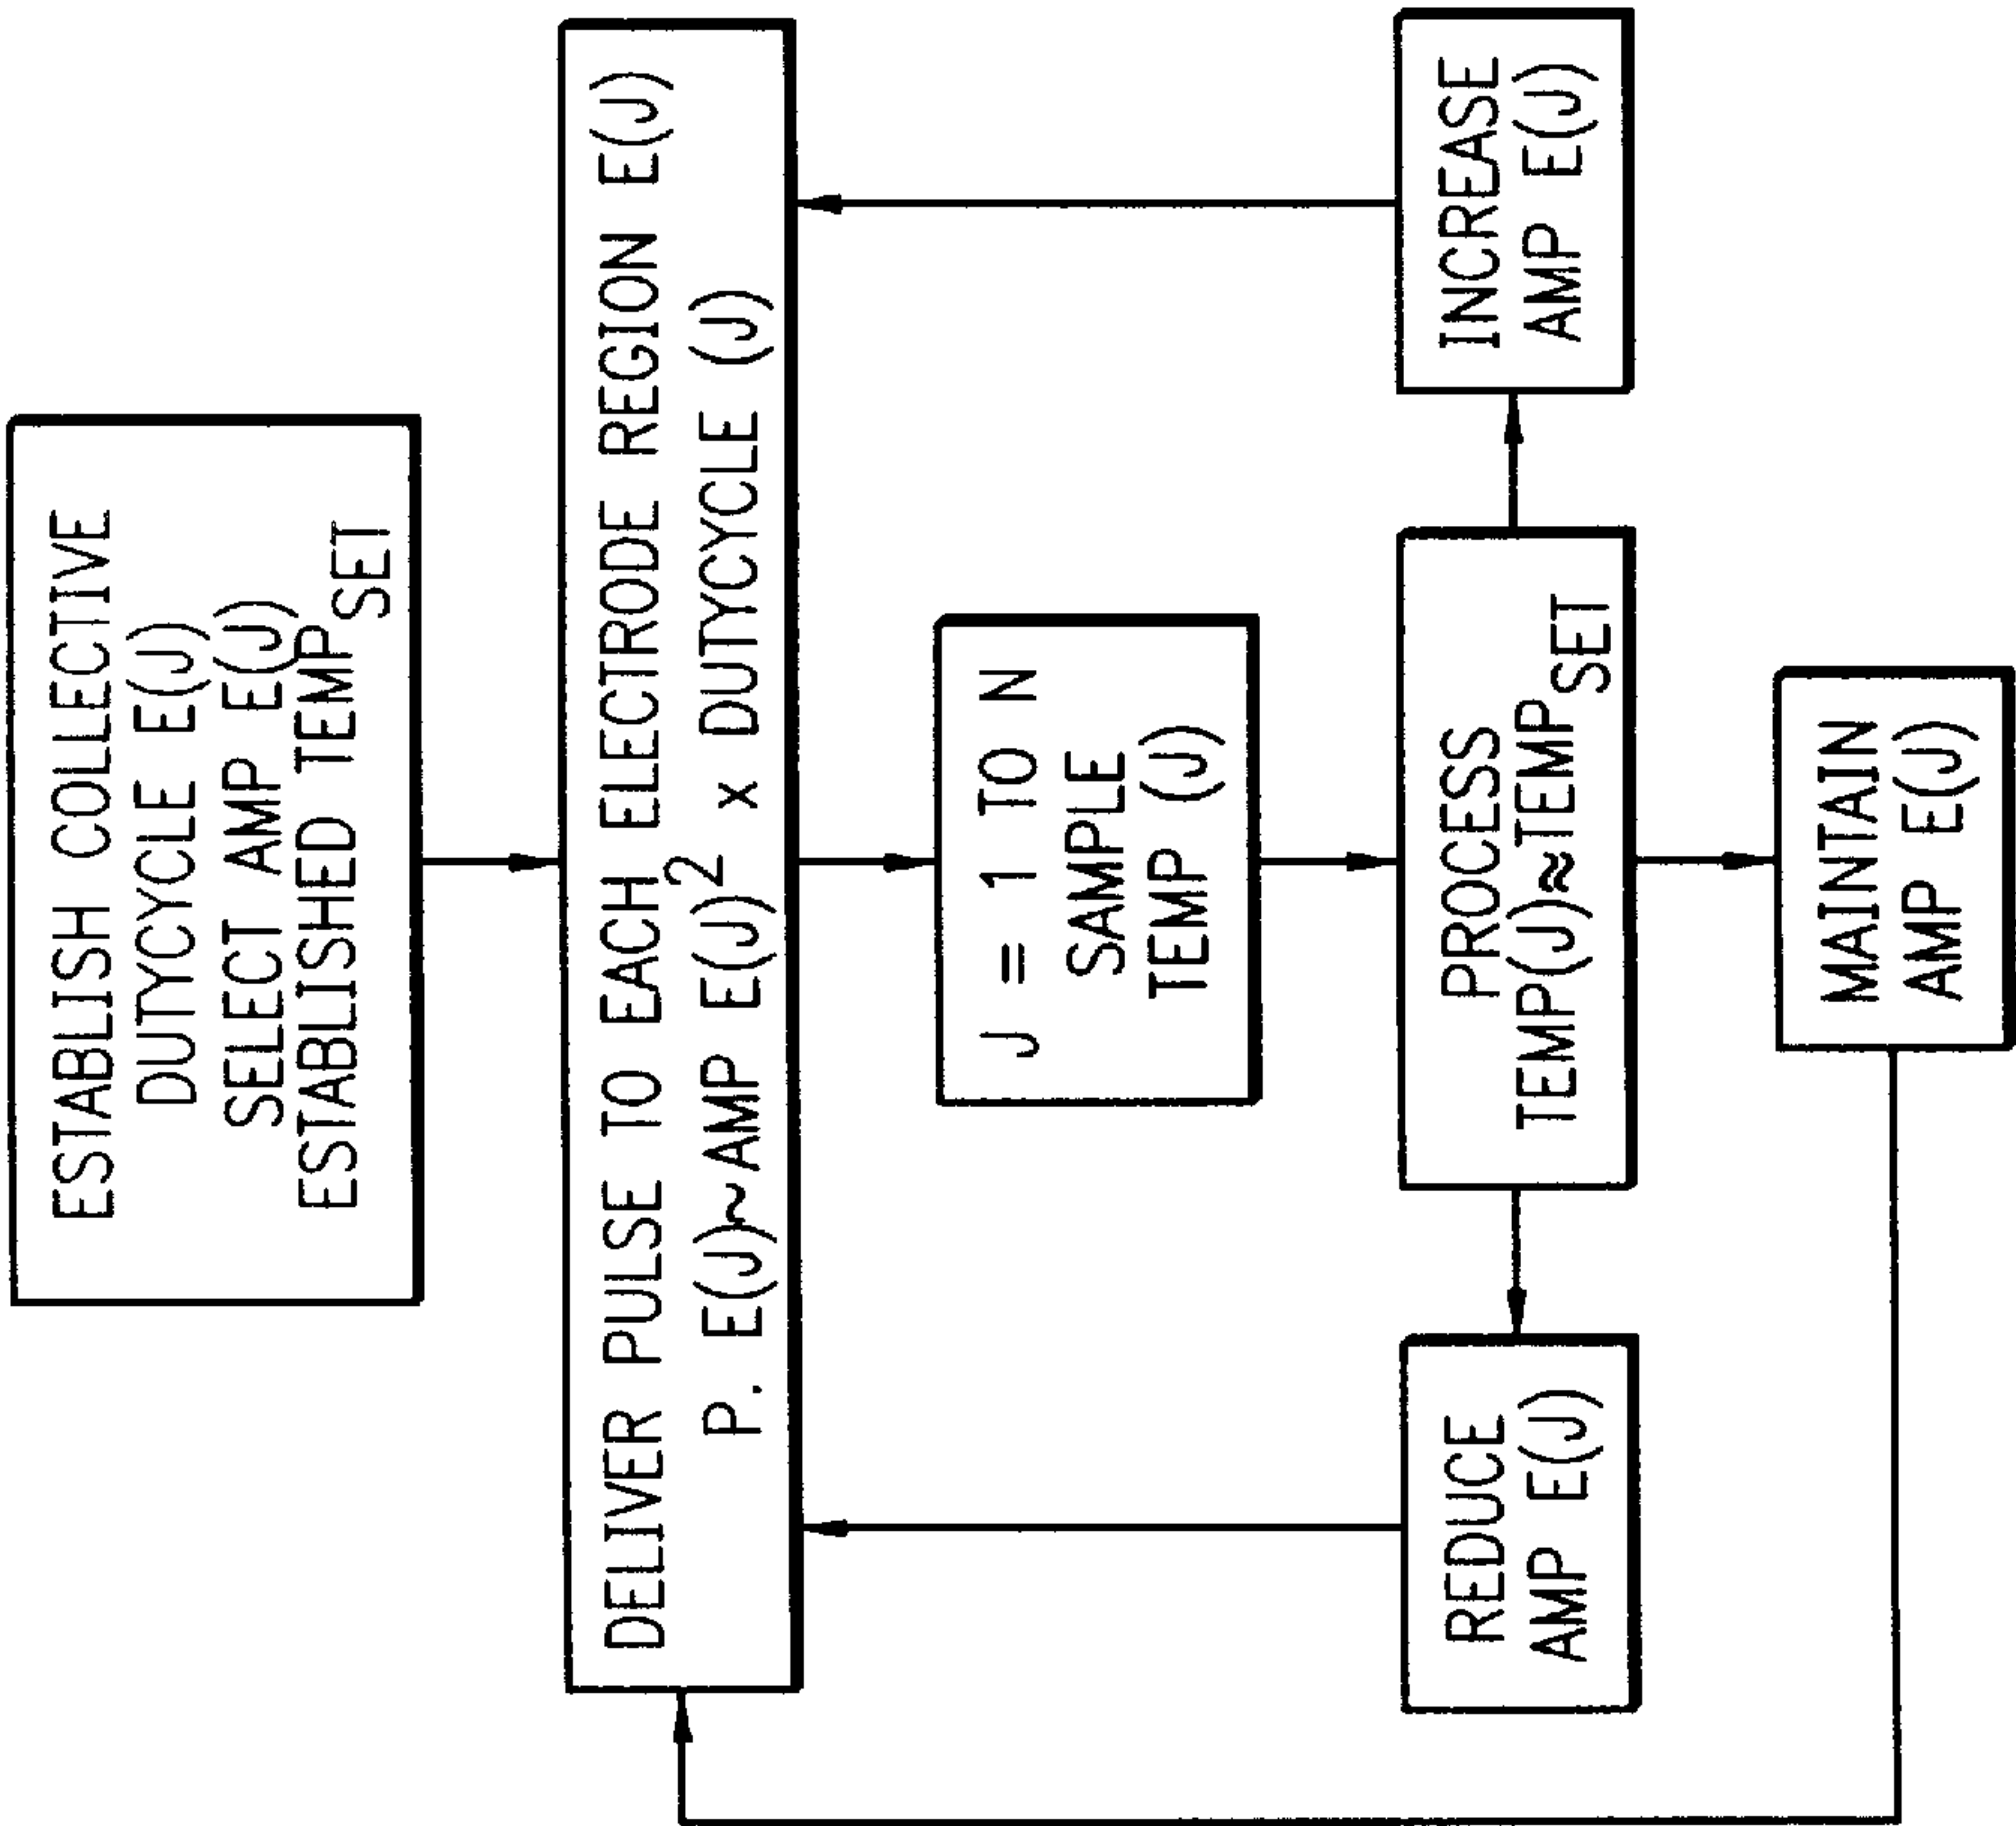 ESTABLISH COLLECTIVE
DUTYCYCLE E(J)
SELECT AMP E(J)
ESTABLISHED TEMP SET
DELIVER PULSE TO EACH ELECTRODE REGION E(J)
P. E(J)~AMP E(J)² x DUTYCYCLE (J)
J = 1 TO N
SAMPLE
TEMP (J)
REDUCE
AMP E(J)
PROCESS
TEMP(J)≈TEMP SET
INCREASE
AMP E(J)
MAINTAIN
AMP E(J)